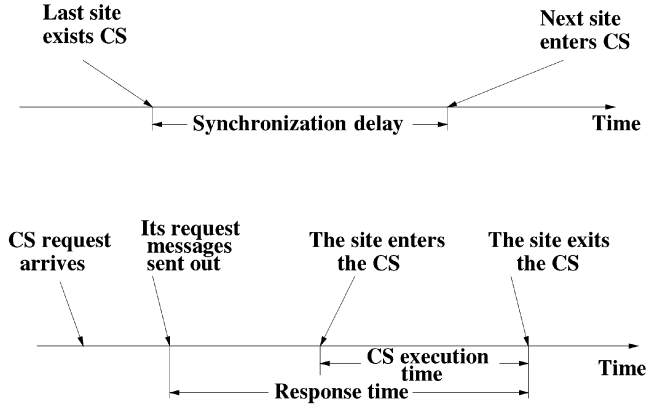 Last site
exists CS
Next site
enters CS
Synchronization delay
Time
CS request
arrives
Its request
messages
sent out
The site enters
the CS
The site exits
the CS
CS execution
time
Time
Response time